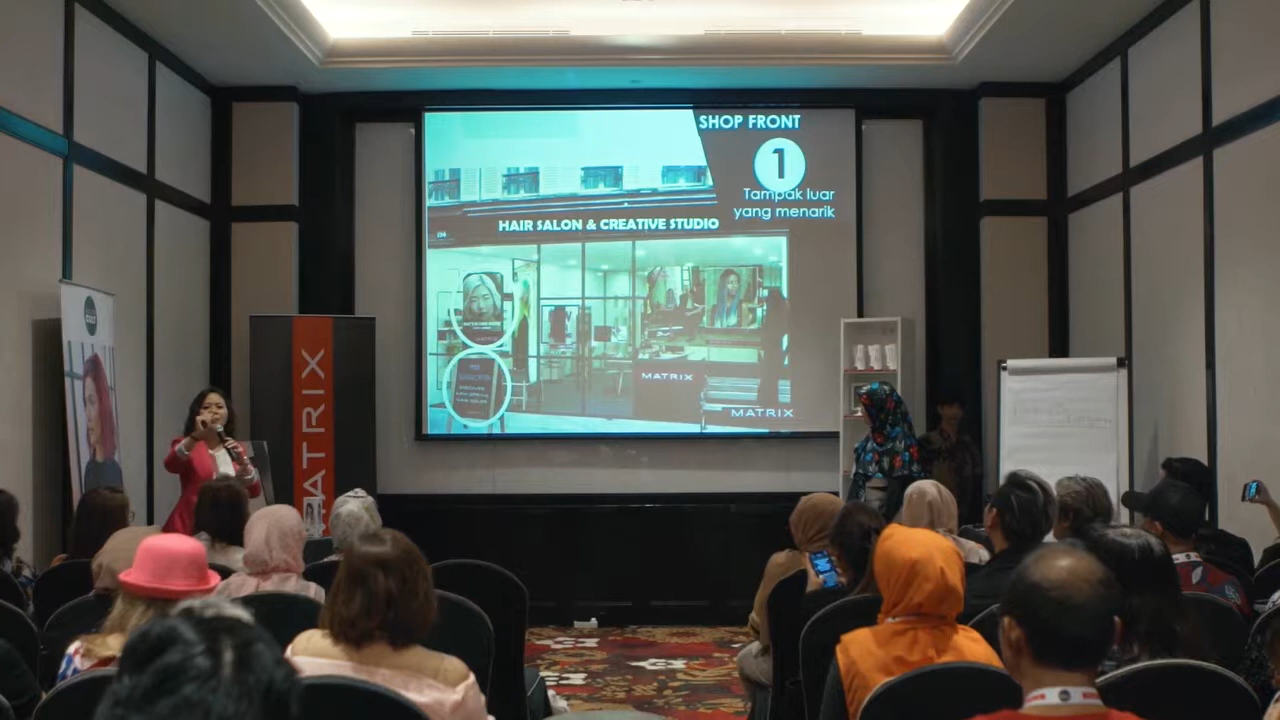 SHOP FRONT
1
Tampak luar
yang menarik
HAIR SALON & CREATIVE STUDIO
MATRIX
MATRIX
MATRIX